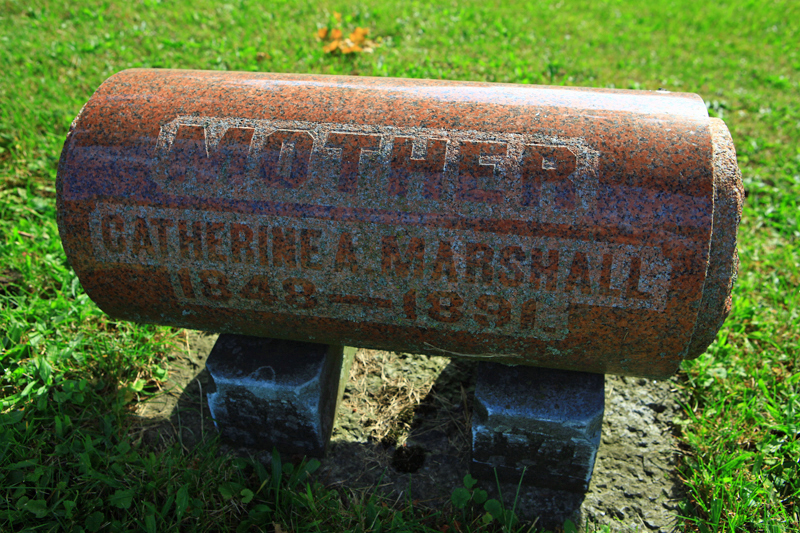 MOTHER
CATHERINE A. MARSHALL
1848 — 1891.